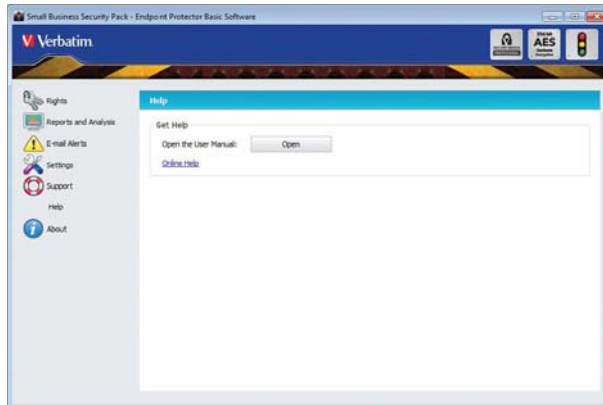 Small Business Security Pack - Endpoint Protector Basic Software
Verbatim.
AES
Rights
Reports and Analysis
E-mail Alerts
Settings
Support
Help
About
Help
Get Help
Open the User Manual:
Open
Online Help